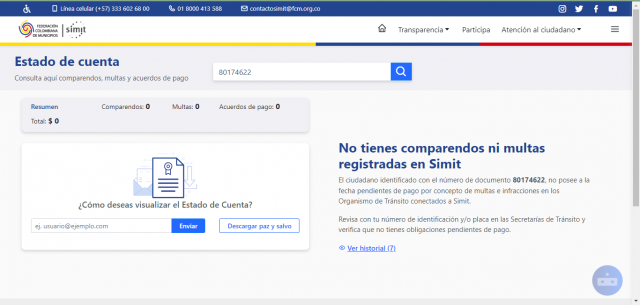 Línea celular (+57) 333 602 68 00 01 8000 413 588 contactosimit@fcm.org.co
FEDERACIÓN
COLOMBIANA
DE MUNICIPIOS
simit
Transparencia Participa Atención al ciudadano
Estado de cuenta
Consulta aquí comparendos, multas y acuerdos de pago
80174622
Resumen Comparendos: 0 Multas: 0 Acuerdos de pago: 0
Total: $ 0
¿Cómo deseas visualizar el Estado de Cuenta?
ej. usuario@ejemplo.com Enviar Descargar paz y salvo
No tienes comparendos ni multas
registradas en Simit
El ciudadano identificado con el número de documento 80174622, no posee a la
fecha pendientes de pago por concepto de multas e infracciones en los
Organismo de Tránsito conectados a Simit.
Revisa con tu número de identificación y/o placa en las Secretarías de Tránsito y
verifica que no tienes obligaciones pendientes de pago.
Ver historial (7)